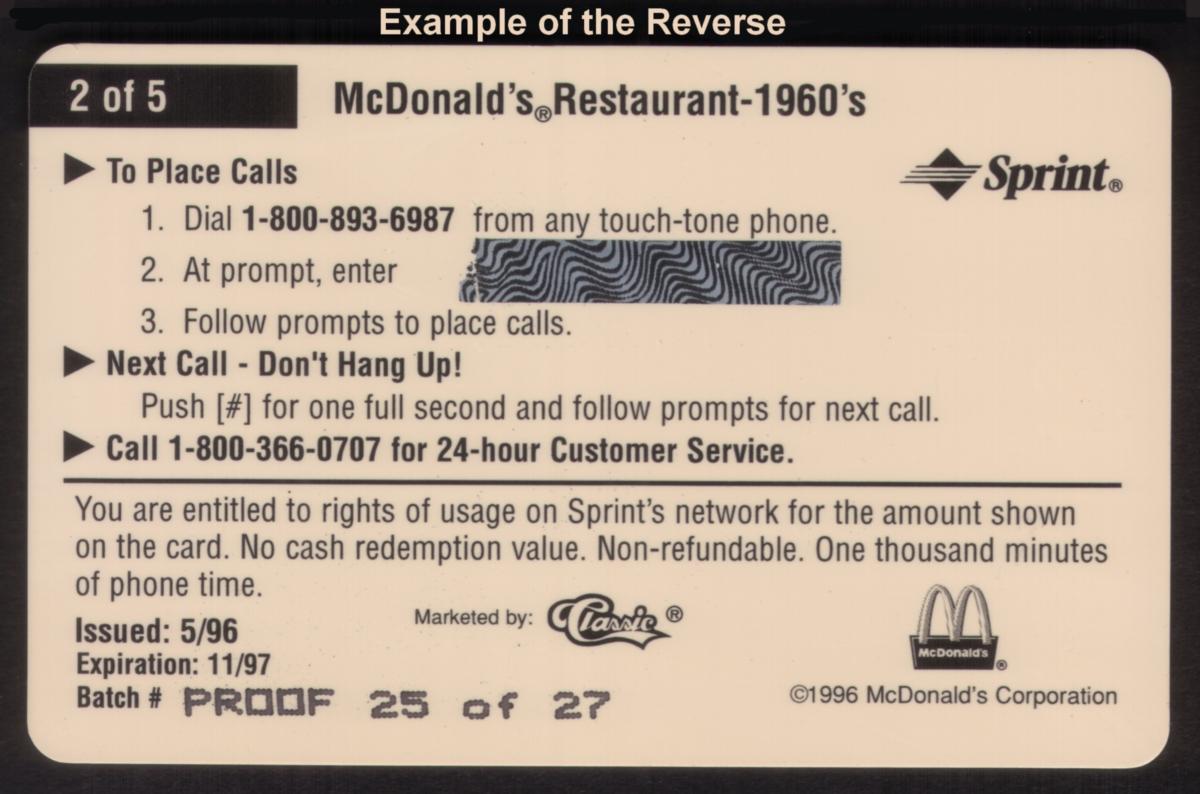 Example of the Reverse
2 of 5
McDonald's®Restaurant-1960's
▶ To Place Calls
Sprint®
1. Dial 1-800-893-6987 from any touch-tone phone.
2. At prompt, enter
3. Follow prompts to place calls.
▶ Next Call - Don't Hang Up!
Push [#] for one full second and follow prompts for next call.
▶ Call 1-800-366-0707 for 24-hour Customer Service.
You are entitled to rights of usage on Sprint's network for the amount shown
on the card. No cash redemption value. Non-refundable. One thousand minutes
of phone time.
Marketed by: Classic®
Issued: 5/96
Expiration: 11/97
McDonald's®
Batch # PROOF 25 of 27
©1996 McDonald's Corporation